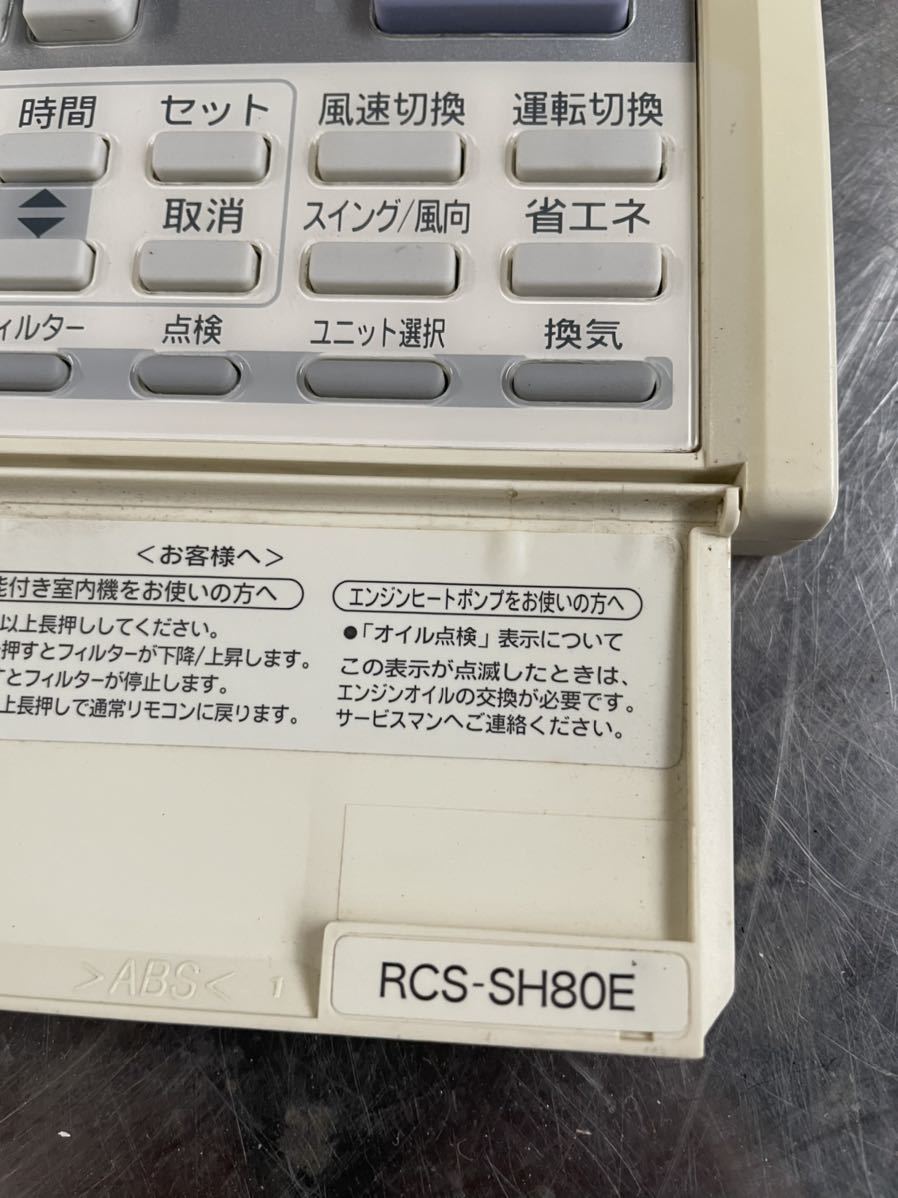 時間 セット 風速切換 運転切換
取消 スイング/風向 省エネ
ィルター 点検 ユニット選択 換気
<お客様へ>
能付き室内機をお使いの方へ
以上長押ししてください。
押すとフィルターが下降/上昇します。
すとフィルターが停止します。
上長押しで通常リモコンに戻ります。
エンジンヒートポンプをお使いの方へ
●「オイル点検」表示について
この表示が点滅したときは、
エンジンオイルの交換が必要です。
サービスマンへご連絡ください。
>ABS< 1
RCS-SH80E